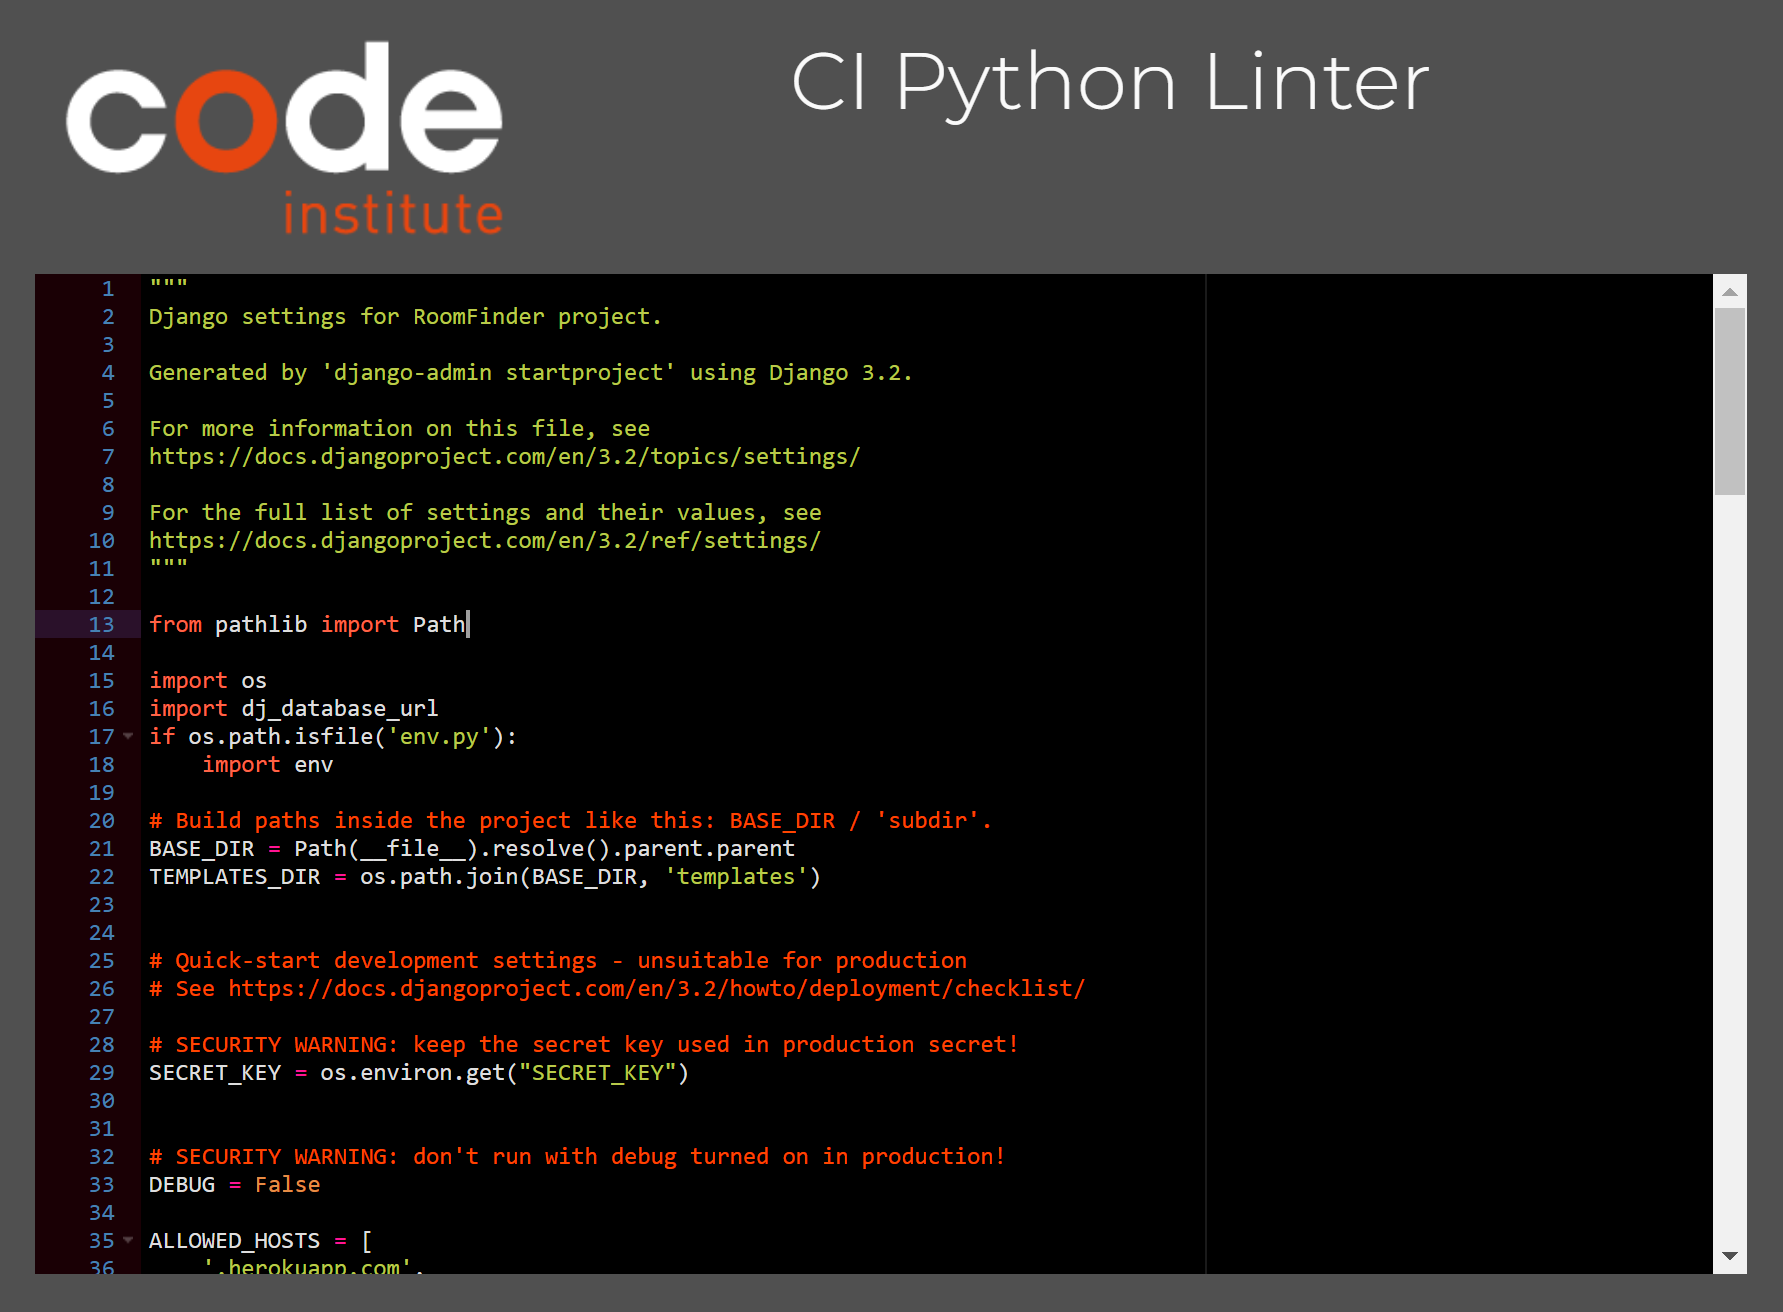 code
institute
CI Python Linter
1 """
2 Django settings for RoomFinder project.
3
4 Generated by 'django-admin startproject' using Django 3.2.
5
6 For more information on this file, see
7 https://docs.djangoproject.com/en/3.2/topics/settings/
8
9 For the full list of settings and their values, see
10 https://docs.djangoproject.com/en/3.2/ref/settings/
11 """
12
13 from pathlib import Path
14
15 import os
16 import dj_database_url
17 if os.path.isfile('env.py'):
18     import env
19
20 # Build paths inside the project like this: BASE_DIR / 'subdir'.
21 BASE_DIR = Path(__file__).resolve().parent.parent
22 TEMPLATES_DIR = os.path.join(BASE_DIR, 'templates')
23
24
25 # Quick-start development settings - unsuitable for production
26 # See https://docs.djangoproject.com/en/3.2/howto/deployment/checklist/
27
28 # SECURITY WARNING: keep the secret key used in production secret!
29 SECRET_KEY = os.environ.get("SECRET_KEY")
30
31
32 # SECURITY WARNING: don't run with debug turned on in production!
33 DEBUG = False
34
35 ALLOWED_HOSTS = [
36     '.herokuapp.com',